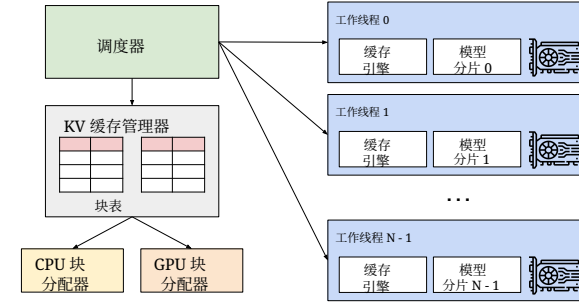 调度器
KV 缓存管理器
块表
CPU 块
分配器
GPU 块
分配器
工作线程 0
缓存
引擎
模型
分片 0
工作线程 1
缓存
引擎
模型
分片 1
...
工作线程 N - 1
缓存
引擎
模型
分片 N - 1